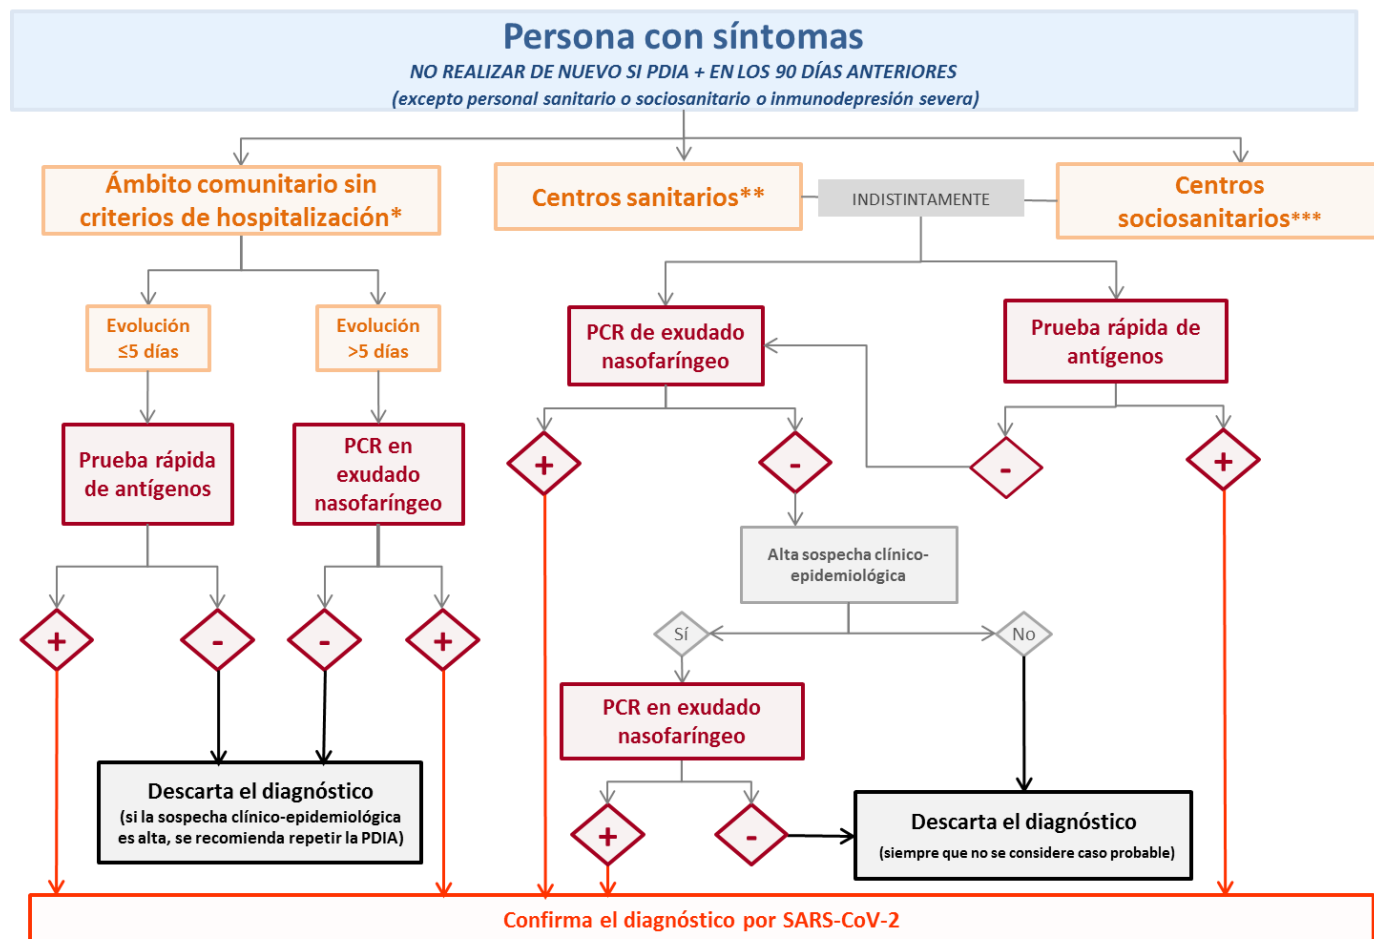 Persona con síntomas
NO REALIZAR DE NUEVO SI PDIA + EN LOS 90 DÍAS ANTERIORES
(excepto personal sanitario o sociosanitario o inmunodepresión severa)
Ámbito comunitario sin
criterios de hospitalización*
Centros sanitarios**
INDISTINTAMENTE
Centros
sociosanitarios***
Evolución
≤5 días
Evolución
>5 días
Prueba rápida
de antígenos
PCR en
exudado
nasofaríngeo
+
-
-
+
Descarta el diagnóstico
(si la sospecha clínico-epidemiológica
es alta, se recomienda repetir la PDIA)
PCR de exudado
nasofaríngeo
Prueba rápida de
antígenos
+
-
-
+
Alta sospecha clínico-
epidemiológica
Sí
No
PCR en exudado
nasofaríngeo
+
-
Descarta el diagnóstico
(siempre que no se considere caso probable)
Confirma el diagnóstico por SARS-CoV-2